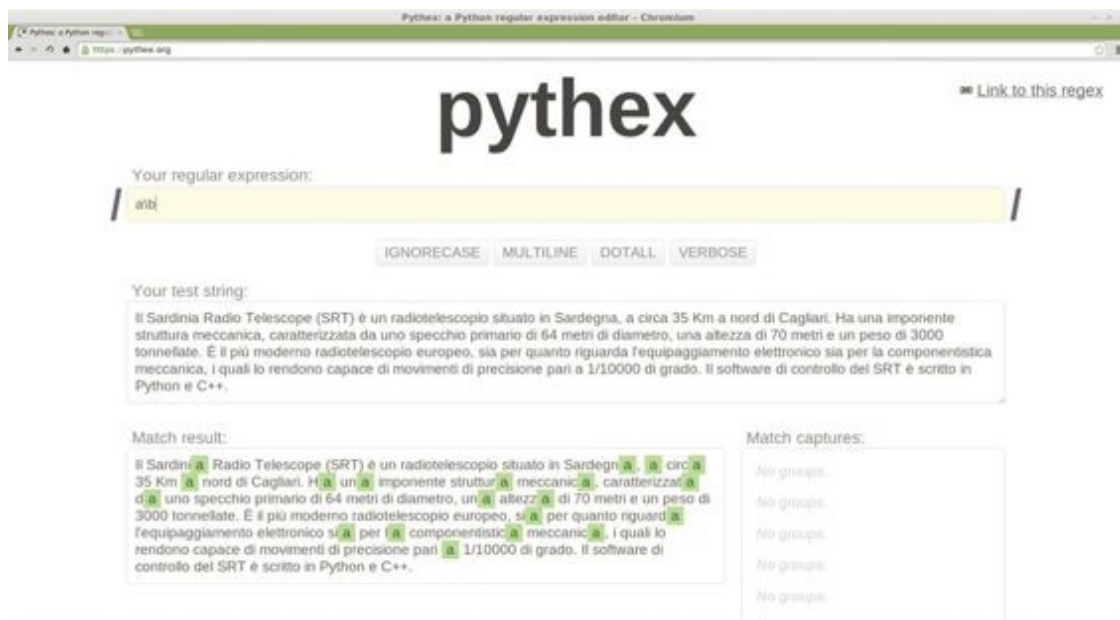 Pythex: a Python regular expression editor - Chromium
Pythex: a Python reg
https://pythex.org
pythex
Link to this regex
Your regular expression:
/ a\b /
IGNORECASE MULTILINE DOTALL VERBOSE
Your test string:
Il Sardinia Radio Telescope (SRT) è un radiotelescopio situato in Sardegna, a circa 35 Km a nord di Cagliari. Ha una imponente
struttura meccanica, caratterizzata da uno specchio primario di 64 metri di diametro, una altezza di 70 metri e un peso di 3000
tonnellate. È il più moderno radiotelescopio europeo, sia per quanto riguarda l'equipaggiamento elettronico sia per la componentistica
meccanica, i quali lo rendono capace di movimenti di precisione pari a 1/10000 di grado. Il software di controllo del SRT è scritto in
Python e C++.
Match result:
Il Sardinia Radio Telescope (SRT) è un radiotelescopio situato in Sardegna, a circa
35 Km a nord di Cagliari. Ha una imponente struttura meccanica, caratterizzata
da uno specchio primario di 64 metri di diametro, una altezza di 70 metri e un peso di
3000 tonnellate. È il più moderno radiotelescopio europeo, sia per quanto riguarda
l'equipaggiamento elettronico sia per la componentistica meccanica, i quali lo
rendono capace di movimenti di precisione pari a 1/10000 di grado. Il software di
controllo del SRT è scritto in Python e C++.
Match captures:
No groups.
No groups.
No groups.
No groups.
No groups.